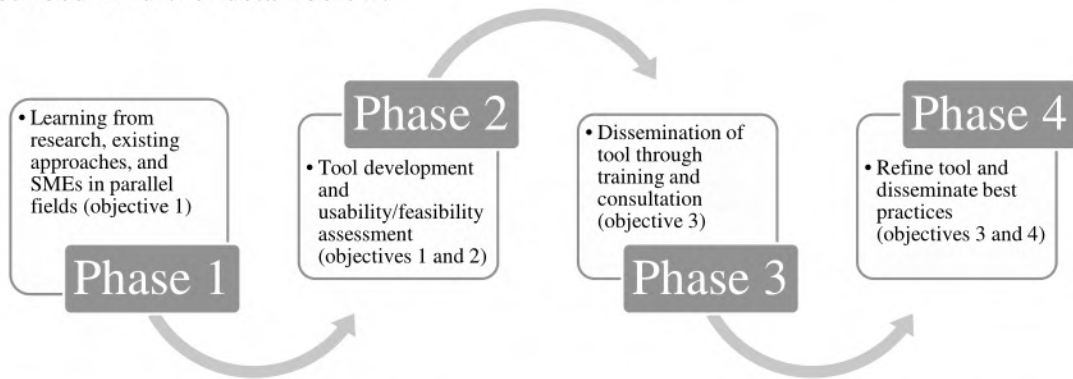 • Learning from
research, existing
approaches, and
SMEs in parallel
fields (objective 1)
Phase 1
Phase 2
• Tool development
and
usability/feasibility
assessment
(objectives 1 and 2)
• Dissemination of
tool through
training and
consultation
(objective 3)
Phase 3
Phase 4
• Refine tool and
disseminate best
practices
(objectives 3 and 4)